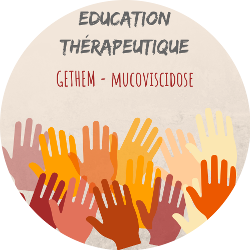 EDUCATION
THÉRAPEUTIQUE
GETHEM - MUCOVISCIDOSE